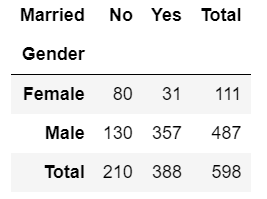 Married No Yes Total
Gender
Female 80 31 111
Male 130 357 487
Total 210 388 598